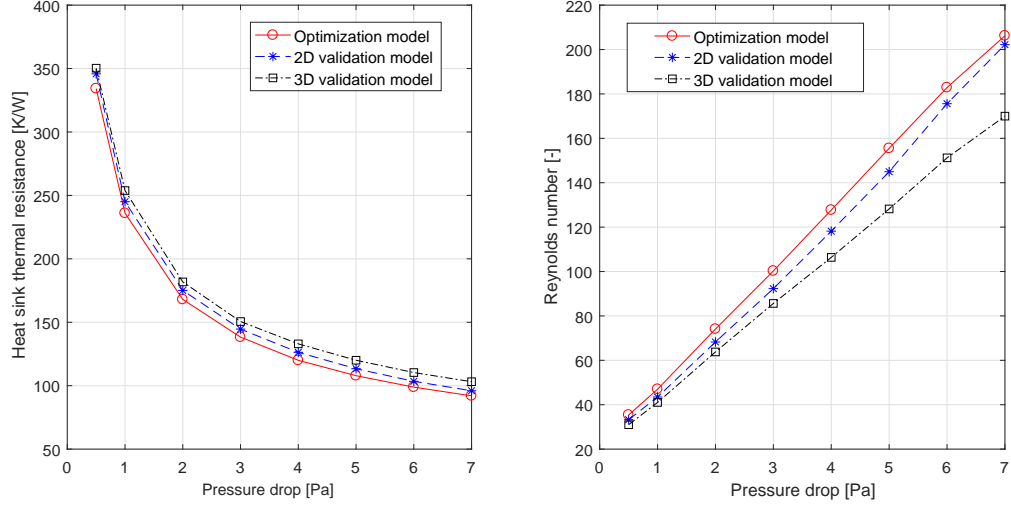 Optimization model
2D validation model
3D validation model
400
350
300
250
200
150
100
50
0 1 2 3 4 5 6 7
Pressure drop [Pa]
Heat sink thermal resistance [K/W]
Optimization model
2D validation model
3D validation model
220
200
180
160
140
120
100
80
60
40
20
0 1 2 3 4 5 6 7
Pressure drop [Pa]
Reynolds number [-]